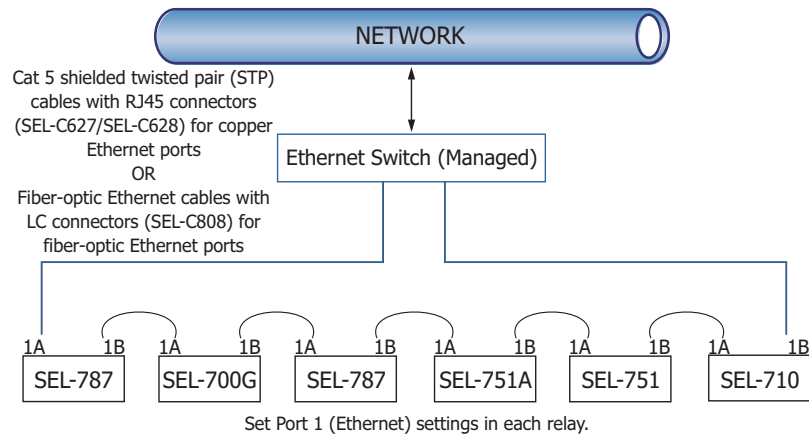 NETWORK
Cat 5 shielded twisted pair (STP)
cables with RJ45 connectors
(SEL-C627/SEL-C628) for copper
Ethernet ports
OR
Fiber-optic Ethernet cables with
LC connectors (SEL-C808) for
fiber-optic Ethernet ports
Ethernet Switch (Managed)
1A 1B 1A 1B 1A 1B 1A 1B 1A 1B 1A 1B
SEL-787 SEL-700G SEL-787 SEL-751A SEL-751 SEL-710
Set Port 1 (Ethernet) settings in each relay.